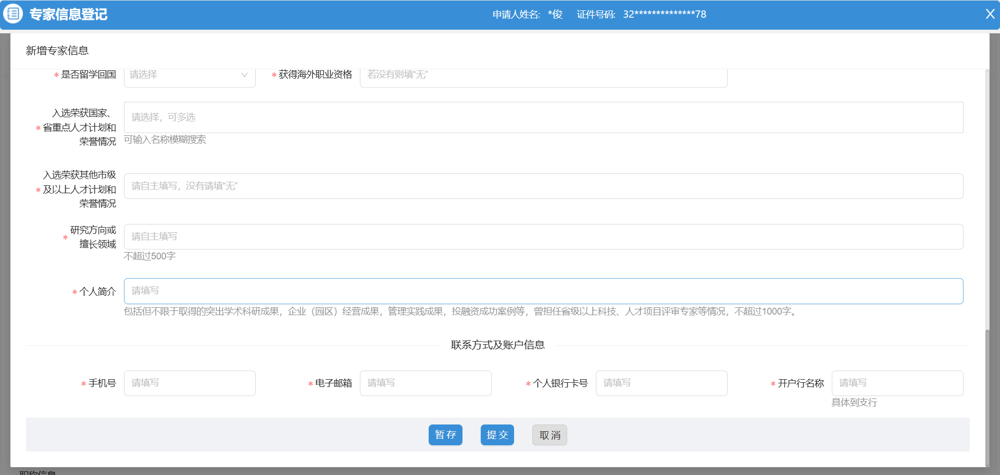 专家信息登记
申请人姓名: *俊 证件号码: 32**************78 X
新增专家信息
* 是否留学回国 请选择 * 获得海外职业资格 若没有则填“无”
入选荣获国家、
* 省重点人才计划和
荣誉情况
请选择，可多选
可输入名称模糊搜索
入选荣获其他市级
* 及以上人才计划和
荣誉情况
请自主填写，没有请填“无”
* 研究方向或
擅长领域
请自主填写
不超过500字
* 个人简介 请填写
包括但不限于取得的突出学术科研成果，企业（园区）经营成果，管理实践成果，投融资成功案例等，曾担任省级以上科技、人才项目评审专家等情况，不超过1000字。
联系方式及账户信息
* 手机号 请填写 * 电子邮箱 请填写 * 个人银行卡号 请填写 * 开户行名称 请填写
具体到支行
暂存 提交 取消
职称信息